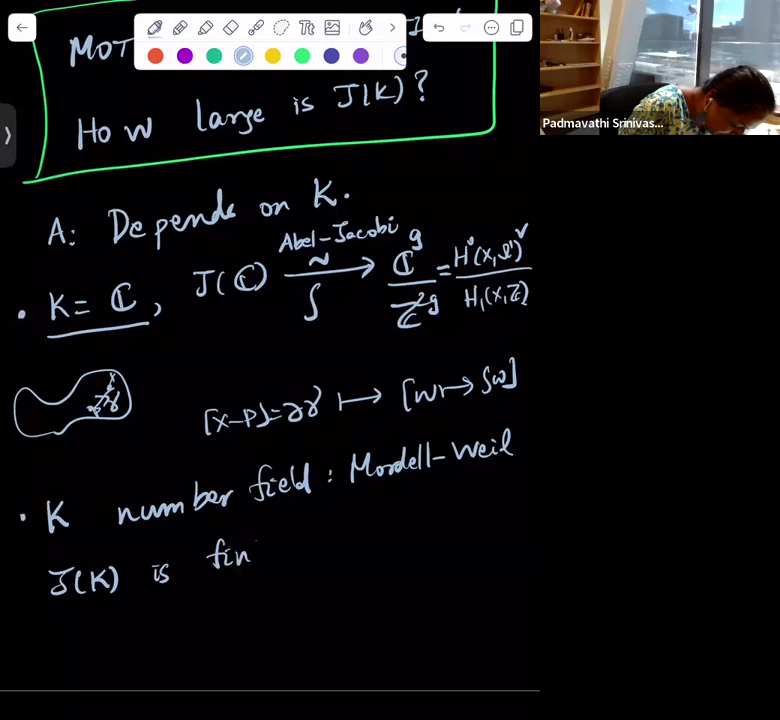 MOT
How large is J(K)?
A: Depends on K.
• K = ℂ, J(ℂ) Abel-Jacobi ~ → ∫ ℂ^g / ℤ^2g = H⁰(X,Ω¹)^∨ / H₁(X,ℤ)
[X-P]=∂γ ↦ [ω ↦ ∫ω]
• K number field: Mordell-Weil
J(K) is fin
Padmavathi Srinivas...